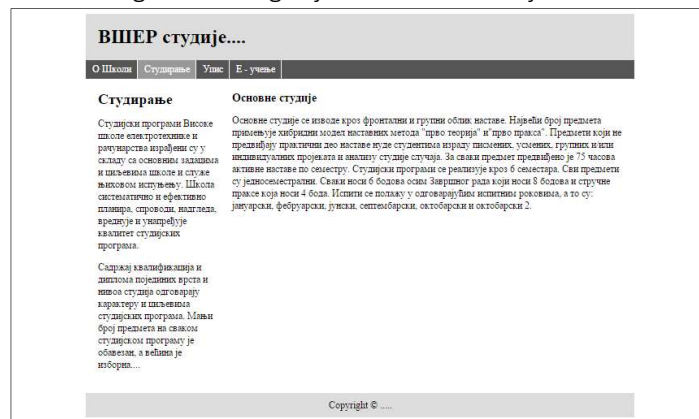 ВШЕР студије....
О Школи Студирање Упис Е - учење
Студирање
Студијски програми Високе
школе електротехнике и
рачунарства израђени су у
складу са основним задацима
и циљевима школе и служе
њиховом испуњењу. Школа
систематично и ефективно
планира, спроводи, надгледа,
вреднује и унапређује
квалитет студијских
програма.
Садржај квалификација и
диплома појединих врста и
нивоа студија одговарају
карактеру и циљевима
студијских програма. Мањи
број предмета на сваком
студијском програму је
обавезан, а већина је
изборна....
Основне студије
Основне студије се изводе кроз фронтални и групни облик наставе. Највећи број предмета
примењује хибридни модел наставних метода "прво теорија" и"прво пракса". Предмети који не
предвиђају практични део наставе нуде студентима израду писмених, усмених, групних и/или
индивидуалних пројеката и анализу студије случаја. За сваки предмет предвиђено је 75 часова
активне наставе по семестру. Студијски програми се реализује кроз 6 семестара. Сви предмети
су једносеместрални. Сваки носи 6 бодова осим Завршног рада који носи 8 бодова и стручне
праксе која носи 4 бода. Испити се полажу у одговарајућим испитним роковима, а то су:
јануарски, фебруарски, јунски, септембарски, октобарски и октобарски 2.
Copyright © .....